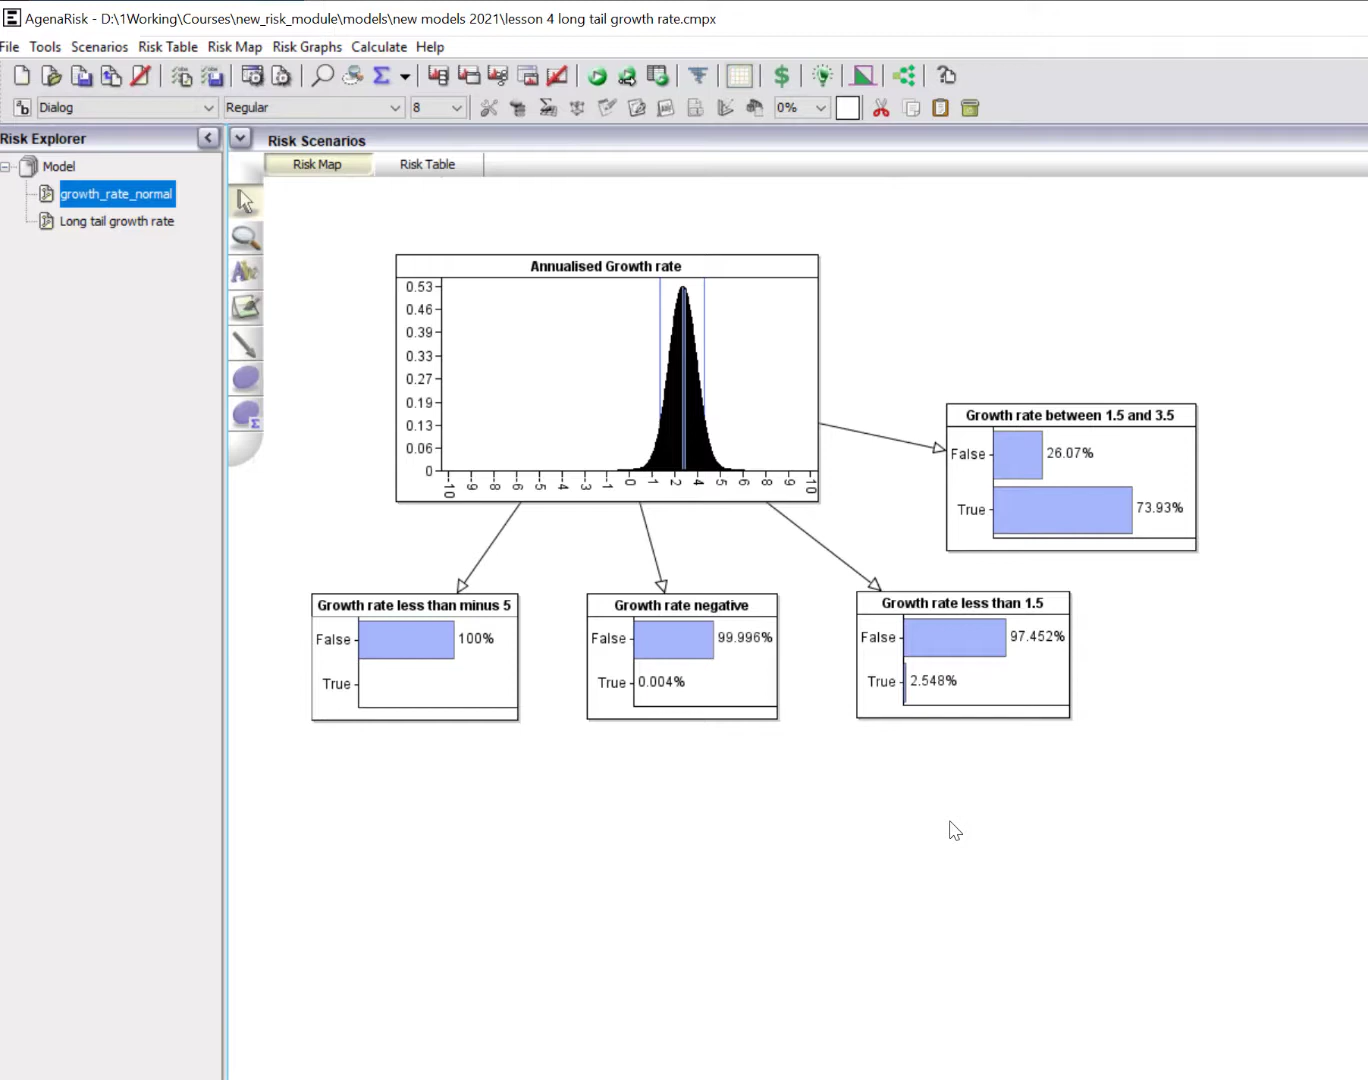 AgenaRisk - D:\1Working\Courses\new_risk_module\models\new models 2021\lesson 4 long tail growth rate.cmpx
File Tools Scenarios Risk Table Risk Map Risk Graphs Calculate Help
Dialog Regular 8 0%
Risk Explorer
Risk Scenarios
Risk Map Risk Table
Model
growth_rate_normal
Long tail growth rate
Abc
Annualised Growth rate
0.53
0.46
0.39
0.33
0.27
0.19
0.13
0.06
0
-10 -9 -8 -6 -5 -4 -3 -1 0 1 2 4 5 6 8 9 10
Growth rate between 1.5 and 3.5
False 26.07%
True 73.93%
Growth rate less than minus 5
False 100%
True
Growth rate negative
False 99.996%
True 0.004%
Growth rate less than 1.5
False 97.452%
True 2.548%